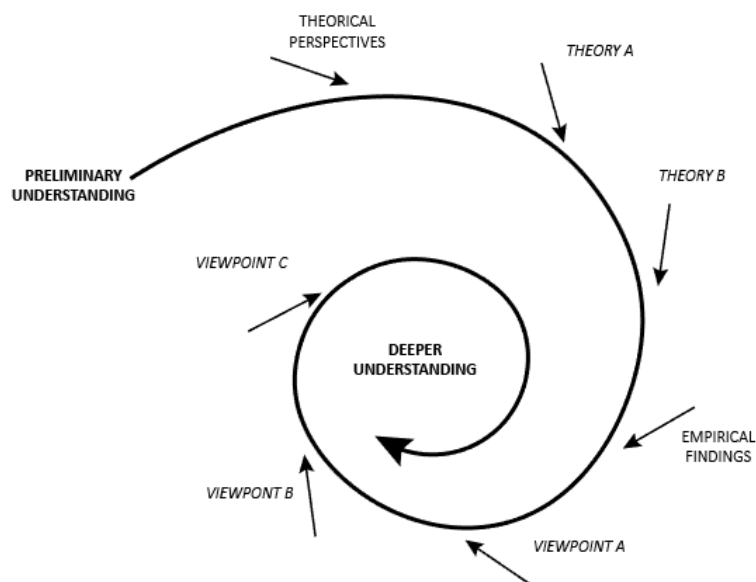 THEORICAL
PERSPECTIVES
THEORY A
PRELIMINARY
UNDERSTANDING
THEORY B
VIEWPOINT C
DEEPER
UNDERSTANDING
EMPIRICAL
FINDINGS
VIEWPONT B
VIEWPOINT A